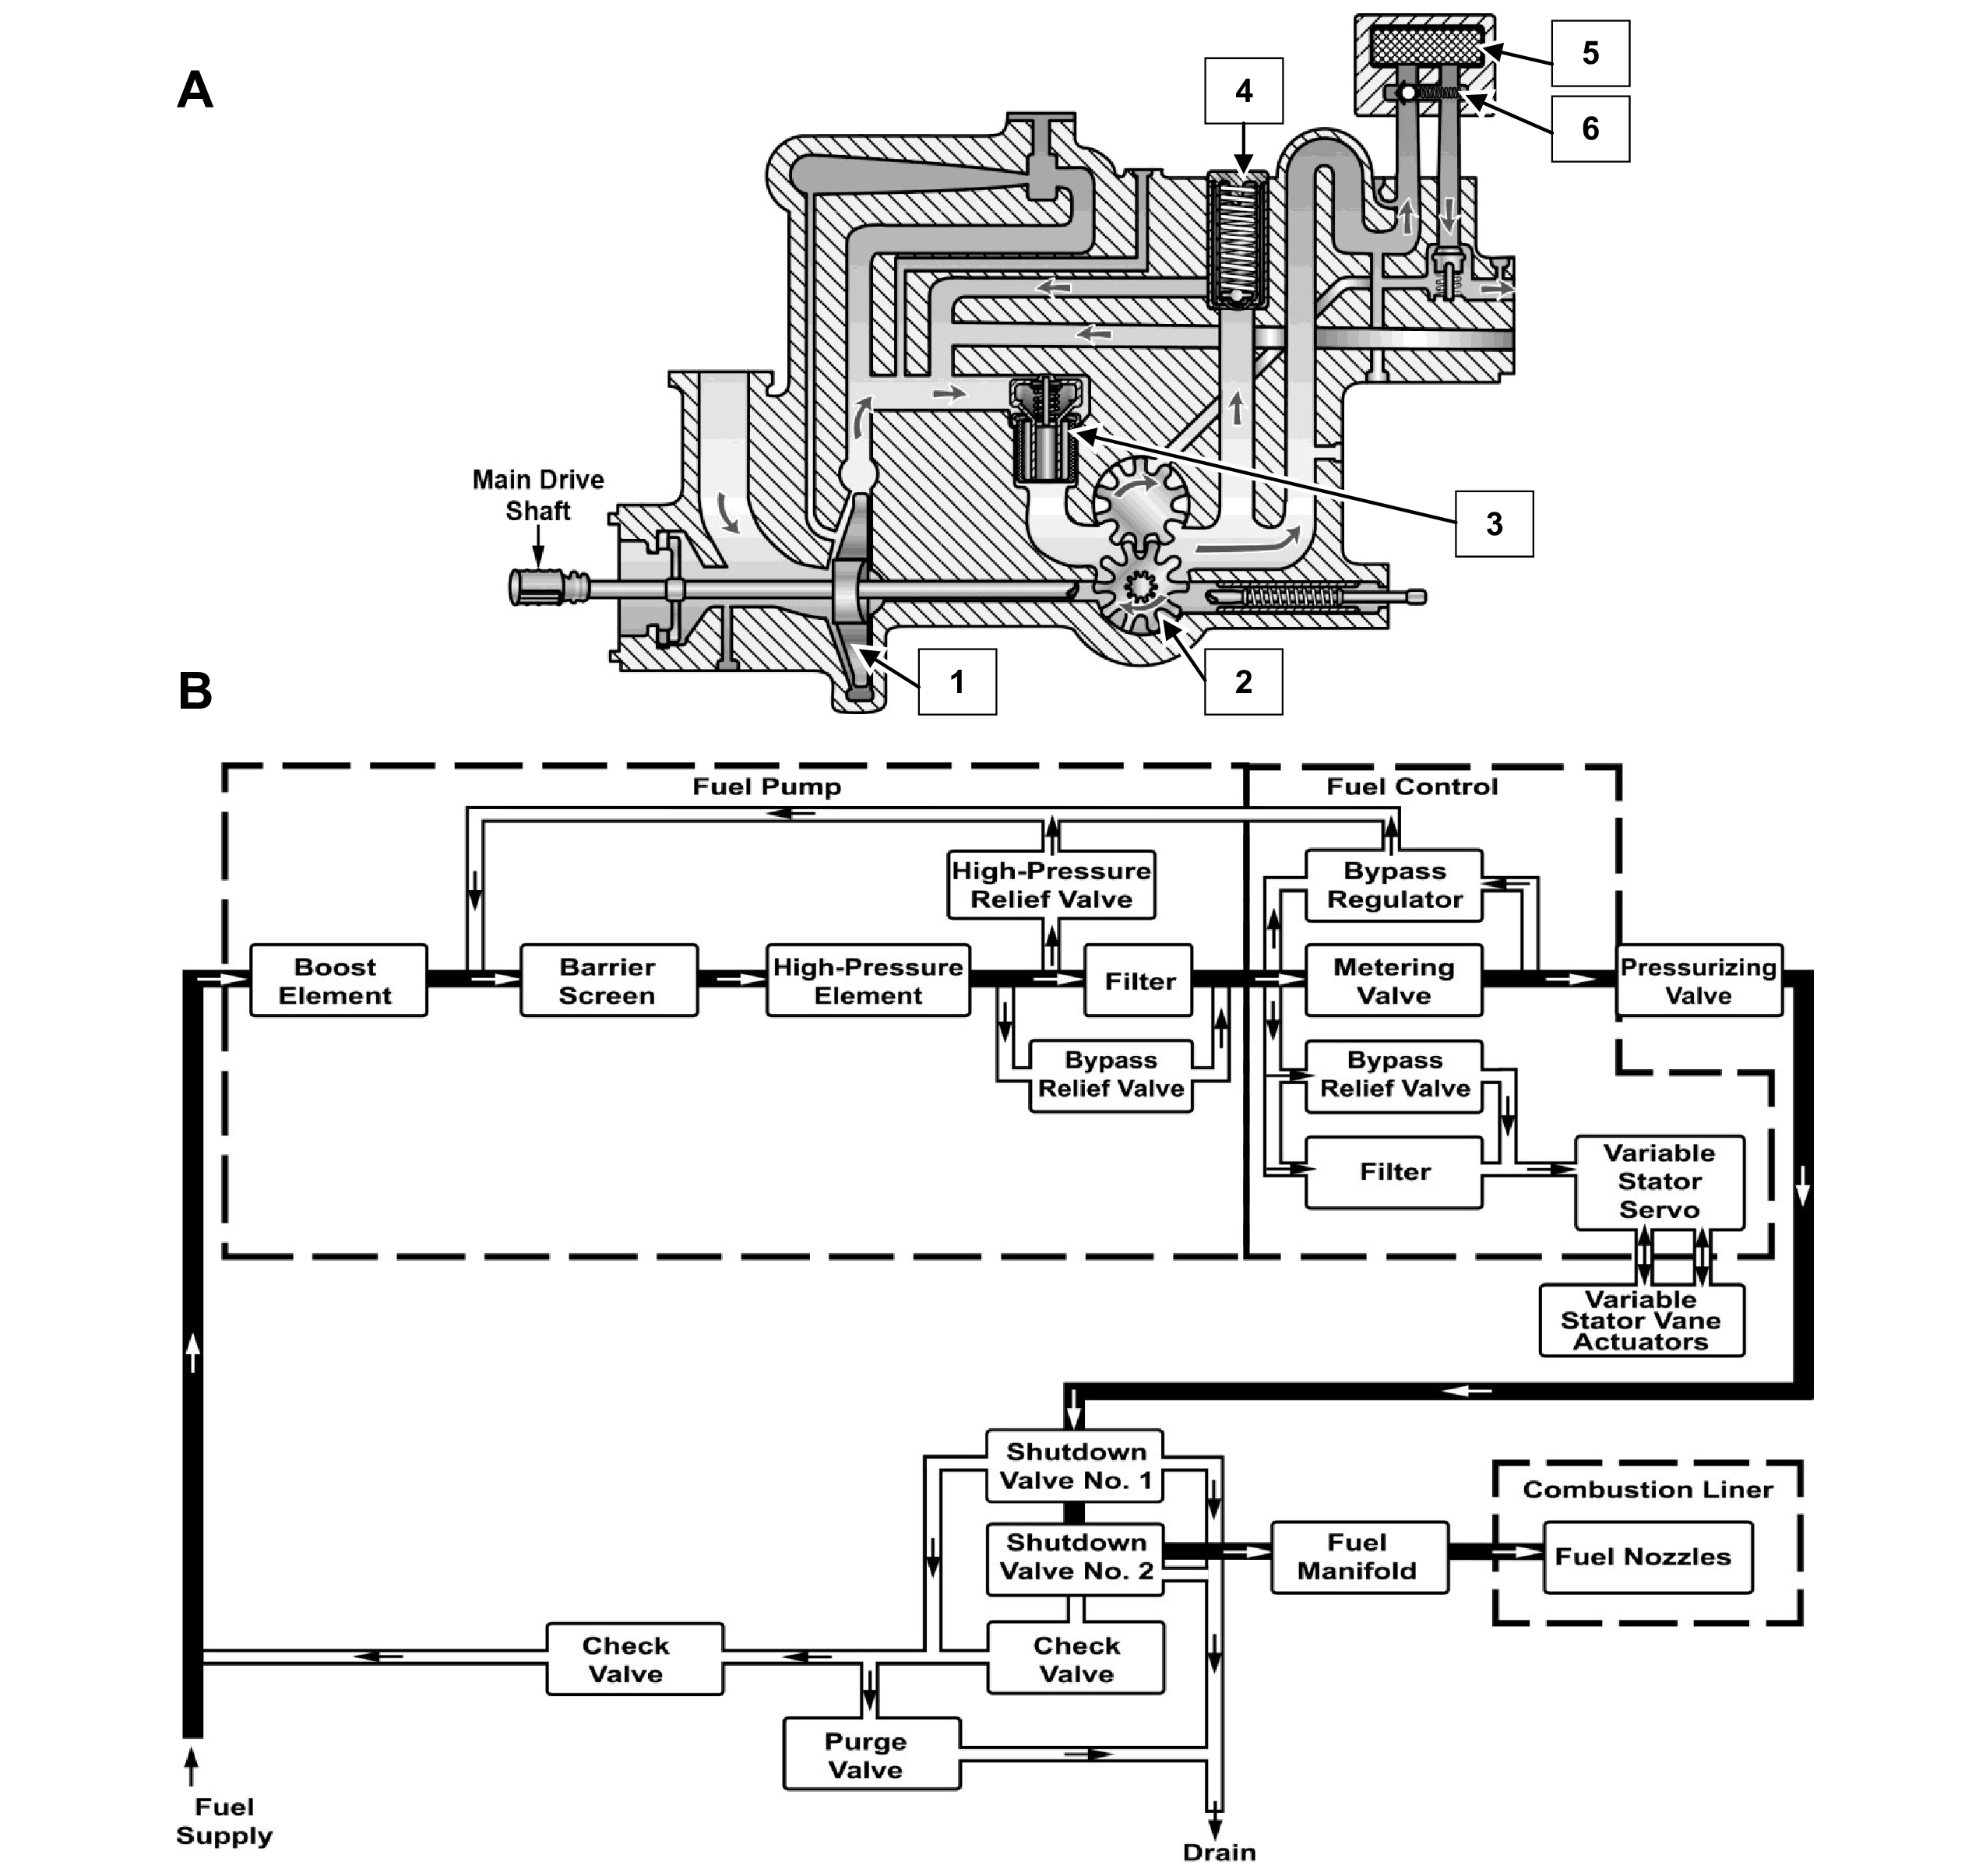 A
5
4
6
Main Drive
Shaft
3
1
2
B
Fuel Pump
Fuel Control
High-Pressure
Relief Valve
Bypass
Regulator
Boost
Element
Barrier
Screen
High-Pressure
Element
Filter
Metering
Valve
Pressurizing
Valve
Bypass
Relief Valve
Bypass
Relief Valve
Filter
Variable
Stator
Servo
Variable
Stator Vane
Actuators
Shutdown
Valve No. 1
Combustion Liner
Shutdown
Valve No. 2
Fuel
Manifold
Fuel Nozzles
Check
Valve
Check
Valve
Purge
Valve
Fuel
Supply
Drain